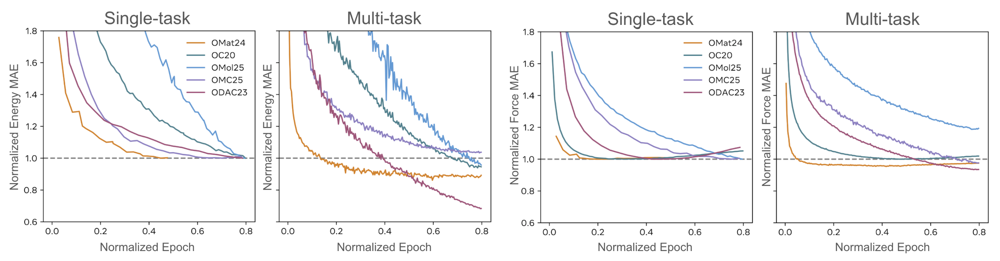 Single-task
Normalized Energy MAE
1.8
1.6
1.4
1.2
1.0
0.8
0.6
OMat24
OC20
OMol25
OMC25
ODAC23
0.0 0.2 0.4 0.6 0.8
Normalized Epoch
Multi-task
Normalized Energy MAE
0.0 0.2 0.4 0.6 0.8
Normalized Epoch
Single-task
Normalized Force MAE
1.8
1.6
1.4
1.2
1.0
0.8
0.6
OMat24
OC20
OMol25
OMC25
ODAC23
0.0 0.2 0.4 0.6 0.8
Normalized Epoch
Multi-task
Normalized Force MAE
0.0 0.2 0.4 0.6 0.8
Normalized Epoch